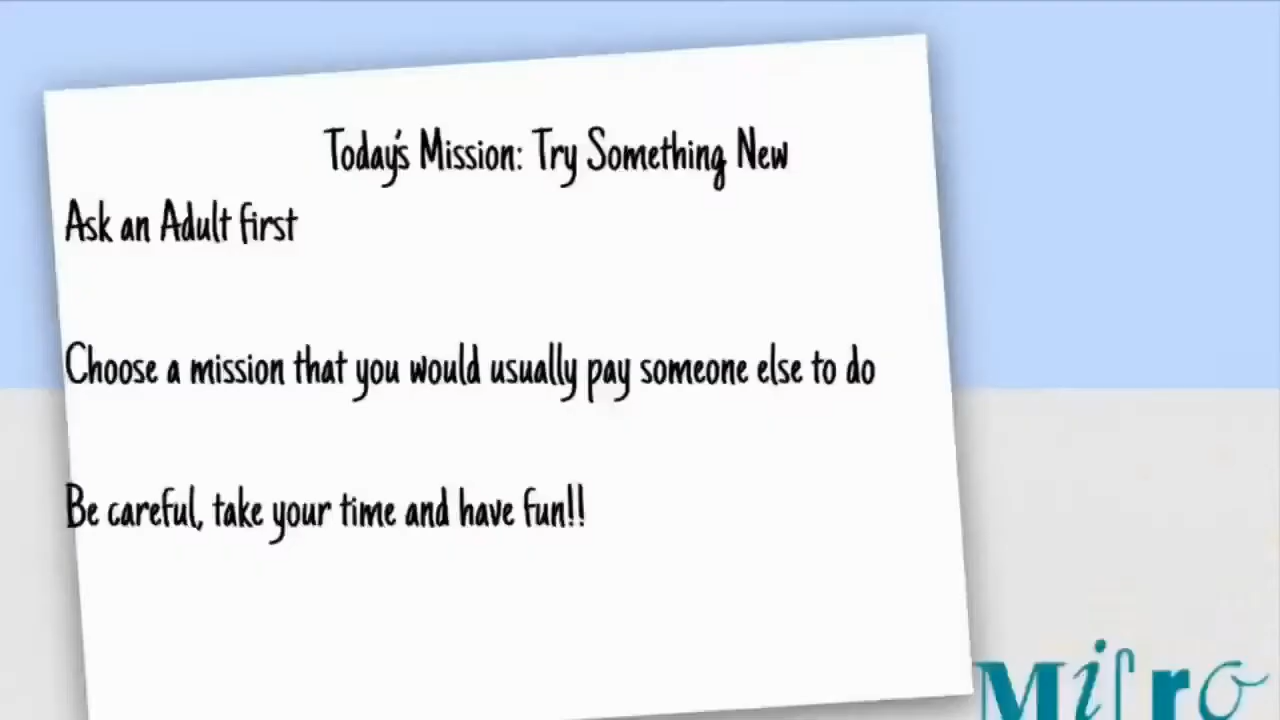 Today's Mission: Try Something New
Ask an Adult first
Choose a mission that you would usually pay someone else to do
Be careful, take your time and have fun!!